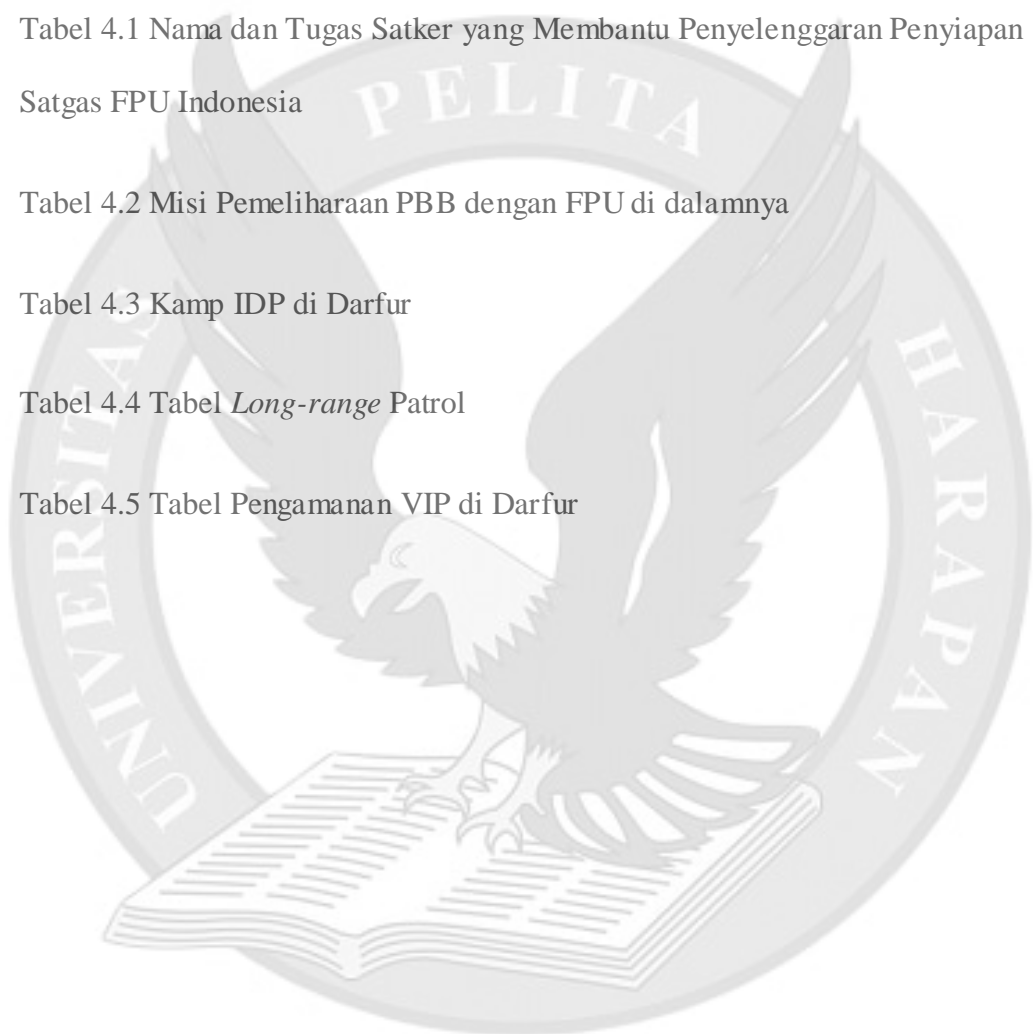 Tabel 4.1 Nama dan Tugas Satker yang Membantu Penyelenggaran Penyiapan
Satgas FPU Indonesia
Tabel 4.2 Misi Pemeliharaan PBB dengan FPU di dalamnya
Tabel 4.3 Kamp IDP di Darfur
Tabel 4.4 Tabel Long-range Patrol
Tabel 4.5 Tabel Pengamanan VIP di Darfur
UNIVERSITAS PELITA HARAPAN